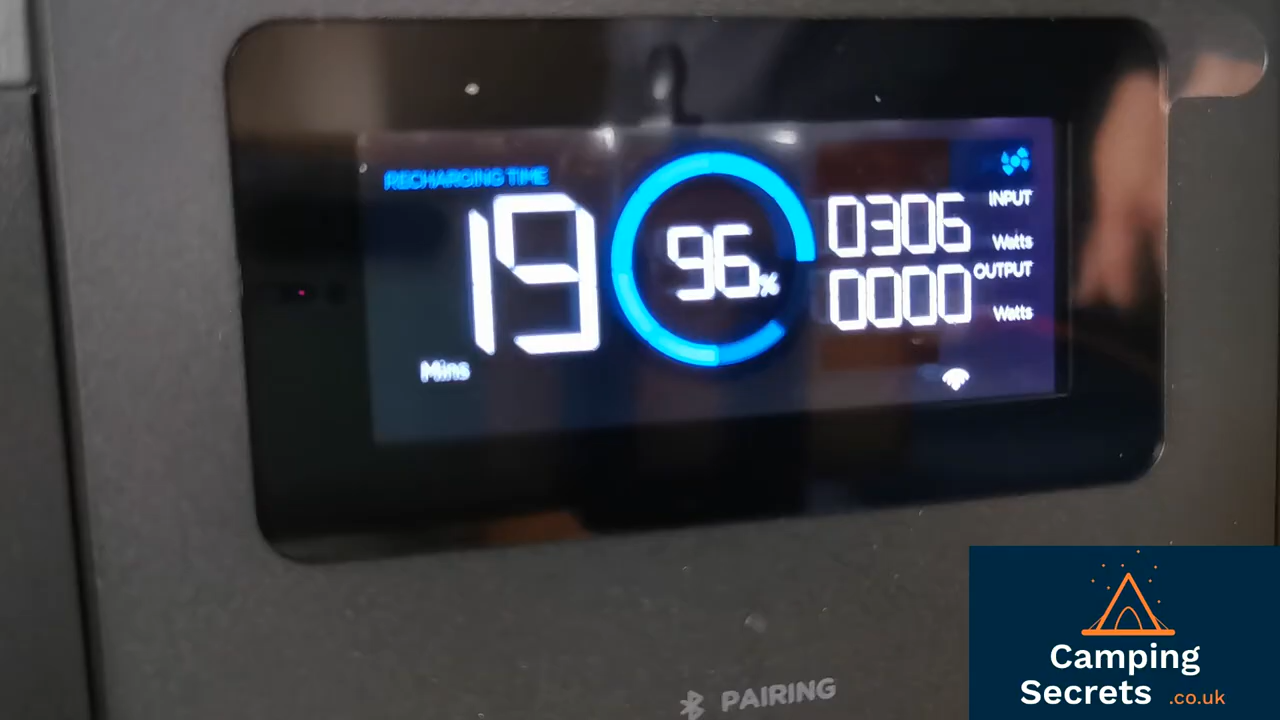 RECHARGING TIME
19
Mins
96%
0306
INPUT
Watts
0000
OUTPUT
Watts
PAIRING
Camping
Secrets .co.uk